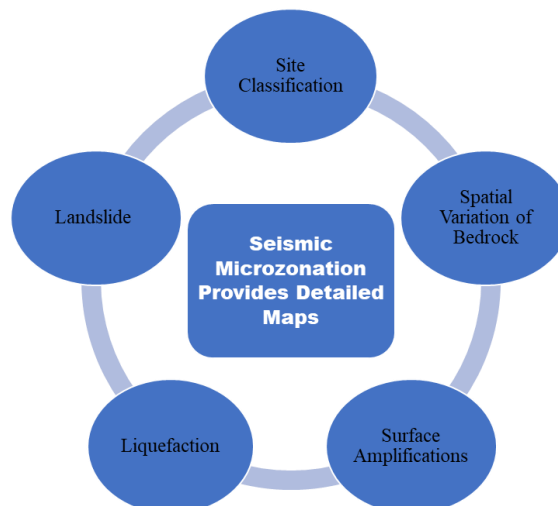 Site
Classification
Spatial
Variation of
Bedrock
Surface
Amplifications
Liquefaction
Landslide
Seismic
Microzonation
Provides Detailed
Maps